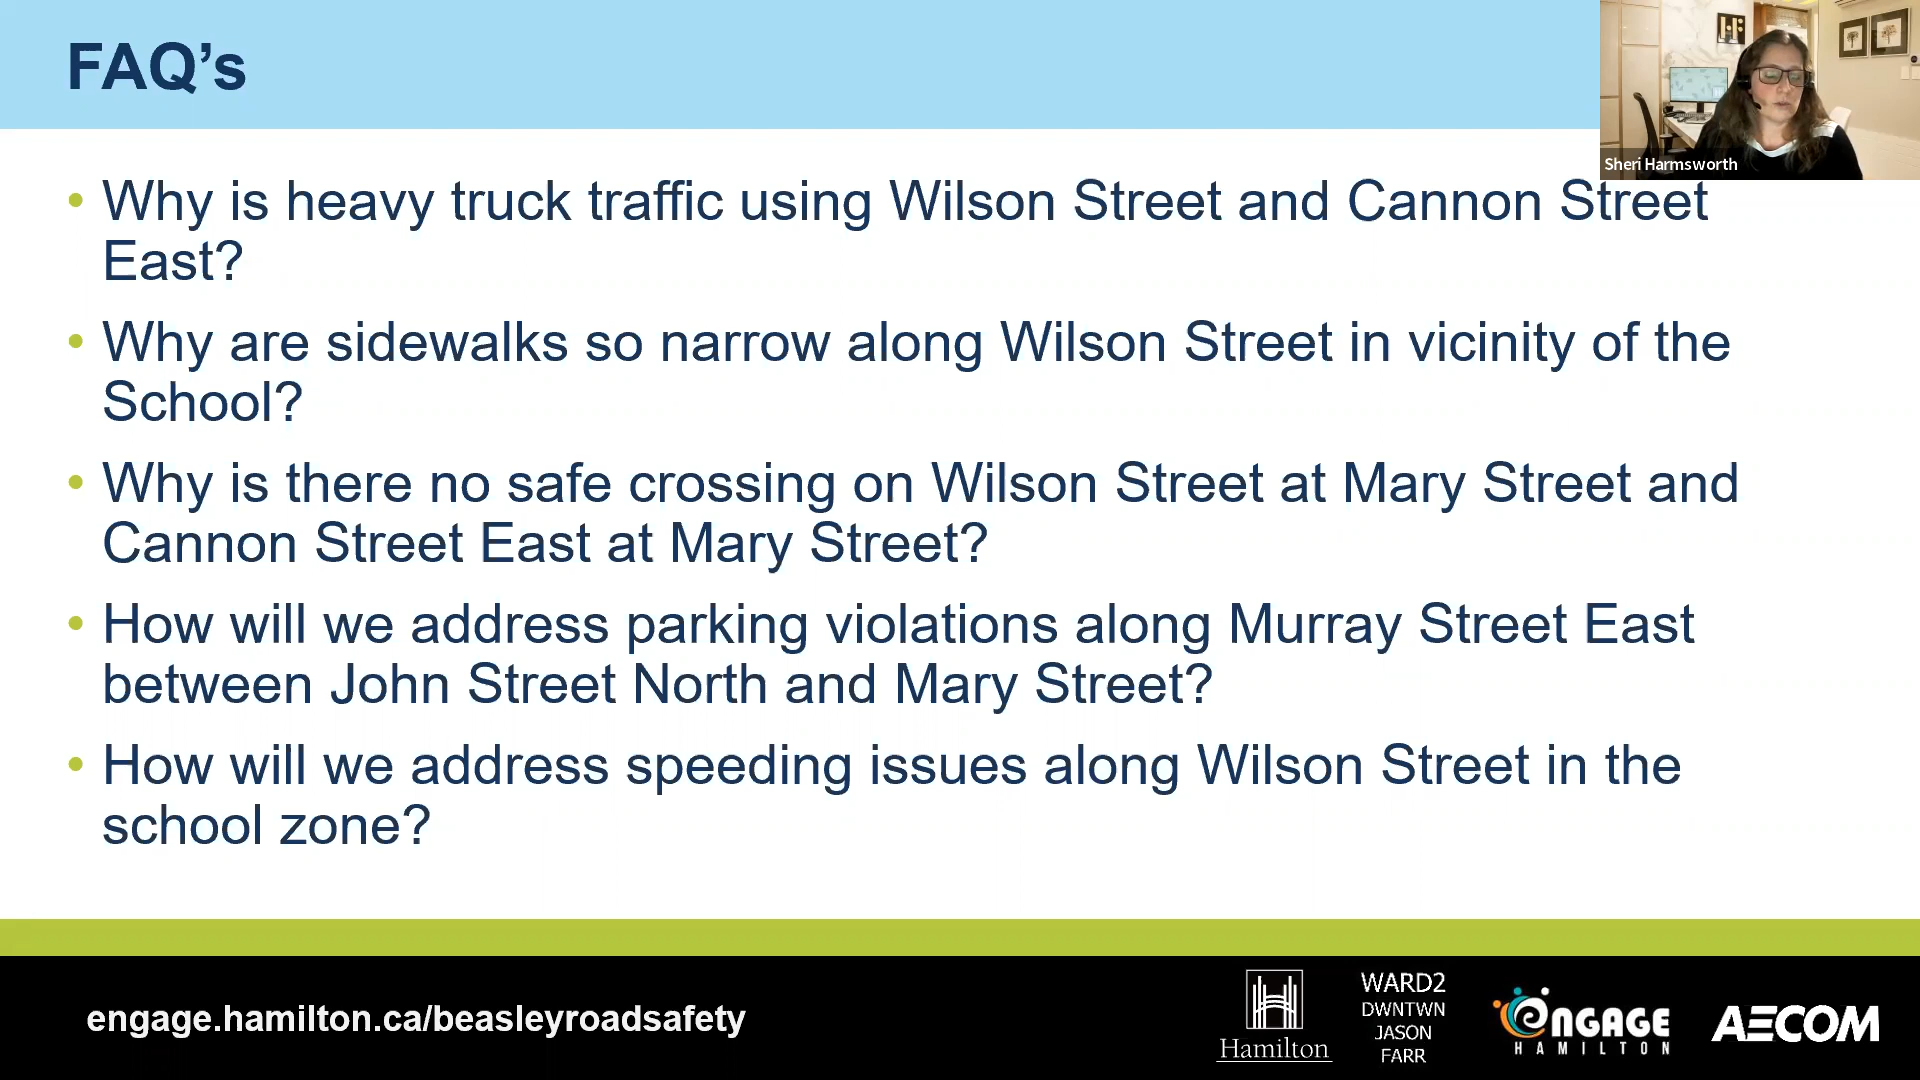 FAQ’s
Sheri Harmsworth
• Why is heavy truck traffic using Wilson Street and Cannon Street
East?
• Why are sidewalks so narrow along Wilson Street in vicinity of the
School?
• Why is there no safe crossing on Wilson Street at Mary Street and
Cannon Street East at Mary Street?
• How will we address parking violations along Murray Street East
between John Street North and Mary Street?
• How will we address speeding issues along Wilson Street in the
school zone?
engage.hamilton.ca/beasleyroadsafety
Hamilton
WARD2
DWNTWN
JASON
FARR
ENGAGE
HAMILTON
AECOM